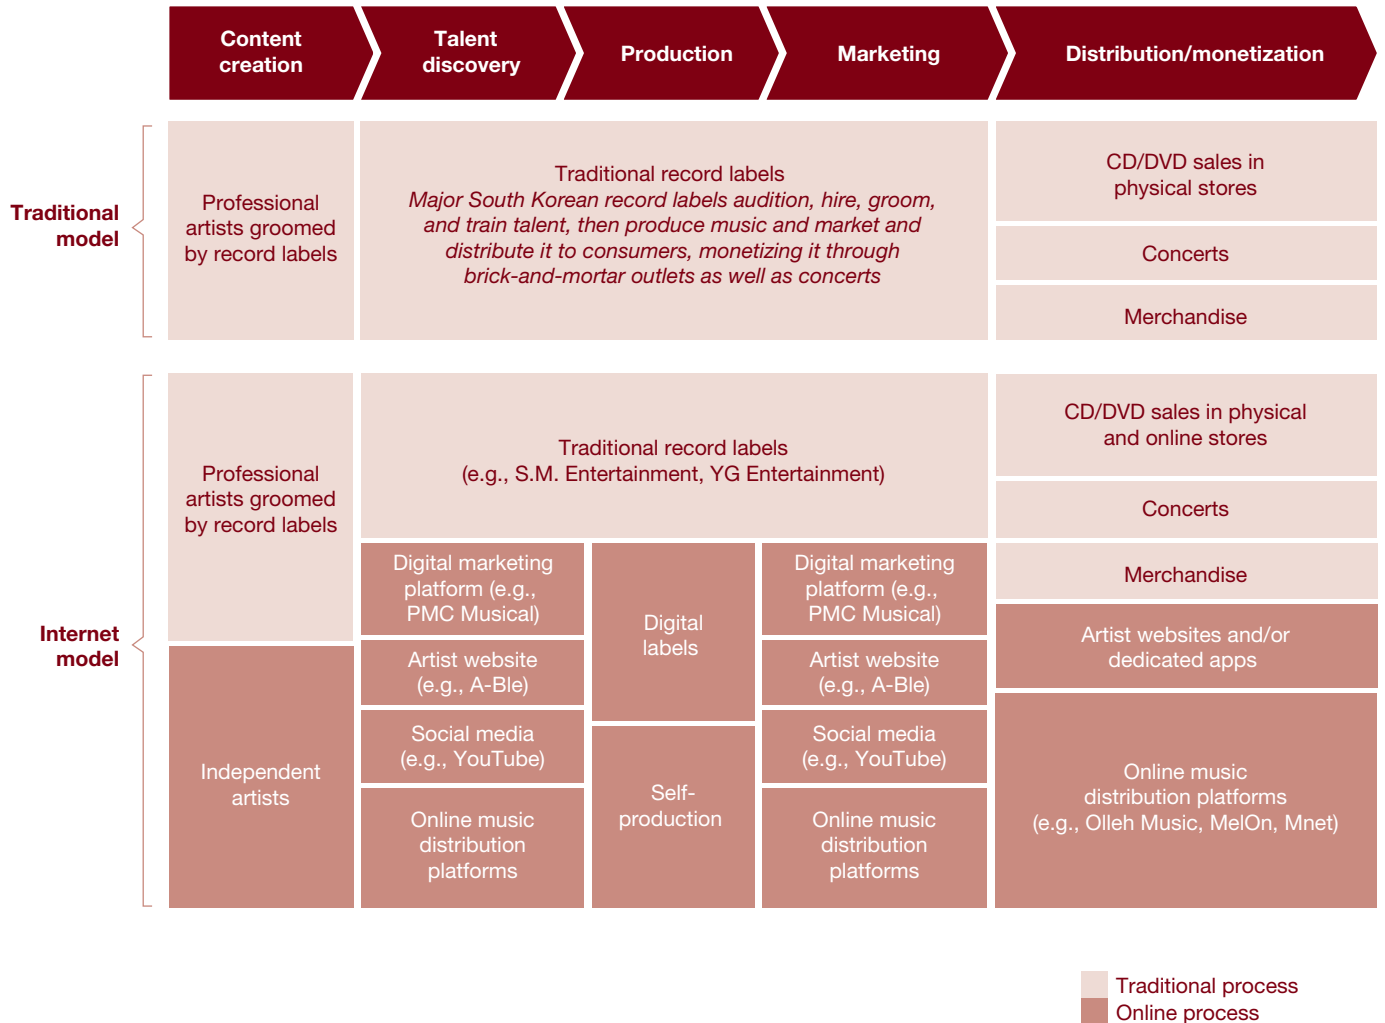 Content
creation
Talent
discovery
Production
Marketing
Distribution/monetization
Traditional
model
Professional
artists groomed
by record labels
Traditional record labels
Major South Korean record labels audition, hire, groom,
and train talent, then produce music and market and
distribute it to consumers, monetizing it through
brick-and-mortar outlets as well as concerts
CD/DVD sales in
physical stores
Concerts
Merchandise
Internet
model
Professional
artists groomed
by record labels
Independent
artists
Traditional record labels
(e.g., S.M. Entertainment, YG Entertainment)
Digital marketing
platform (e.g.,
PMC Musical)
Artist website
(e.g., A-Ble)
Social media
(e.g., YouTube)
Online music
distribution
platforms
Digital
labels
Self-
production
Digital marketing
platform (e.g.,
PMC Musical)
Artist website
(e.g., A-Ble)
Social media
(e.g., YouTube)
Online music
distribution
platforms
CD/DVD sales in physical
and online stores
Concerts
Merchandise
Artist websites and/or
dedicated apps
Online music
distribution platforms
(e.g., Olleh Music, MelOn, Mnet)
Traditional process
Online process